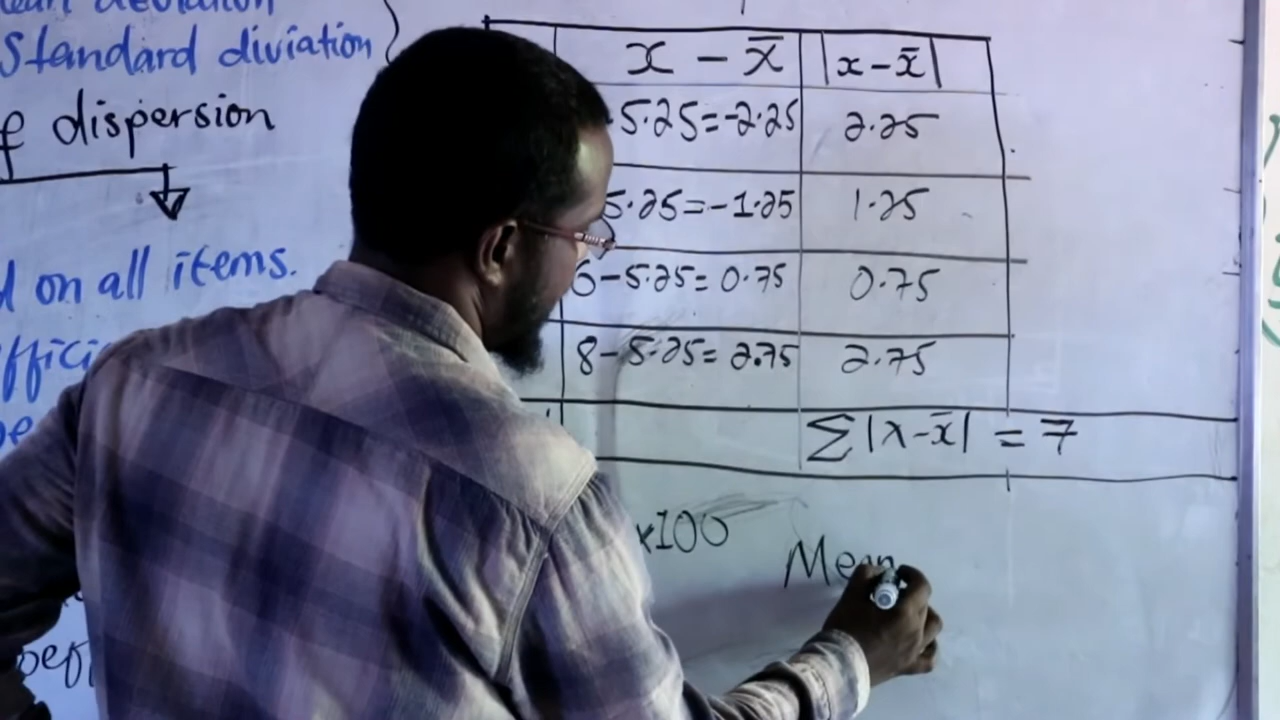 Standard diviation
f dispersion
on all items.
x - x̄ |x-x̄|
5.25=-2.25 2.25
5.25=-1.25 1.25
6-5.25= 0.75 0.75
8-5.25= 2.75 2.75
∑|x-x̄| = 7
x100
Mean